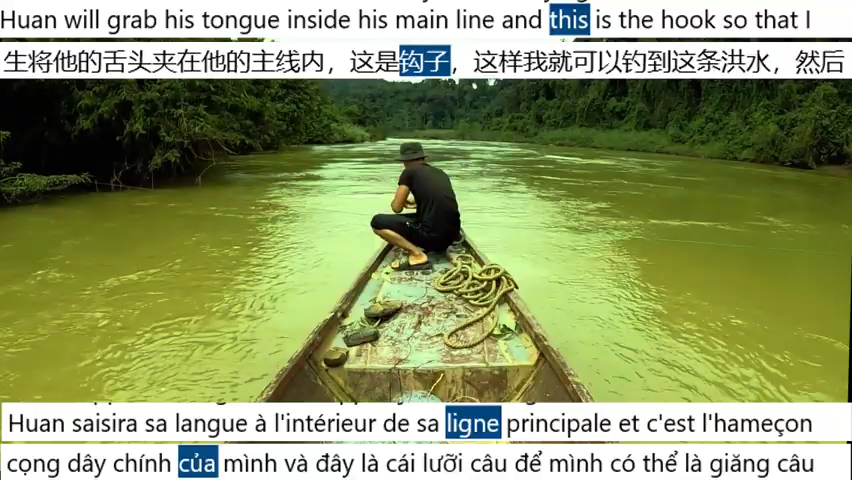 Huan will grab his tongue inside his main line and this is the hook so that I
生将他的舌头夹在他的主线内，这是钩子，这样我就可以钓到这条洪水，然后
Huan saisira sa langue à l'intérieur de sa ligne principale et c'est l'hameçon
cọng dây chính của mình và đây là cái lưỡi câu để mình có thể là giăng câu